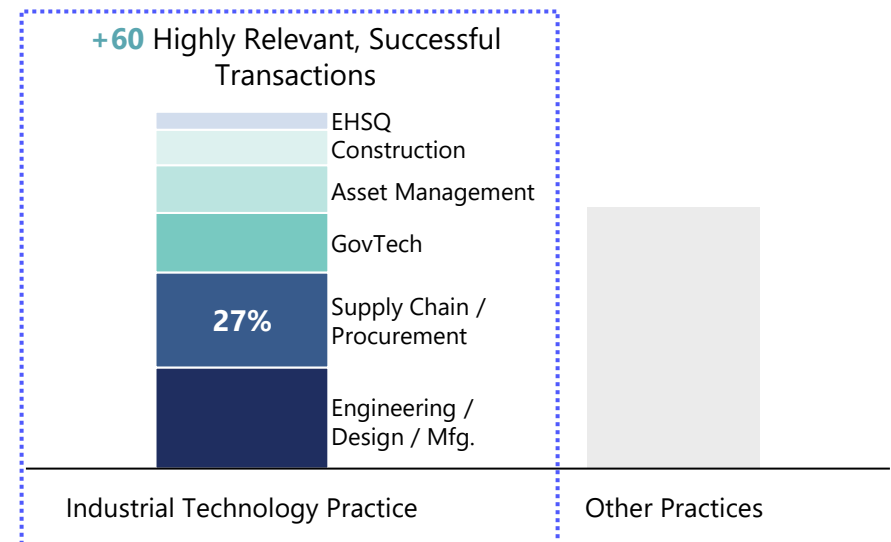 +60 Highly Relevant, Successful
Transactions
EHSQ
Construction
Asset Management
GovTech
27%
Supply Chain /
Procurement
Engineering /
Design / Mfg.
Industrial Technology Practice
Other Practices